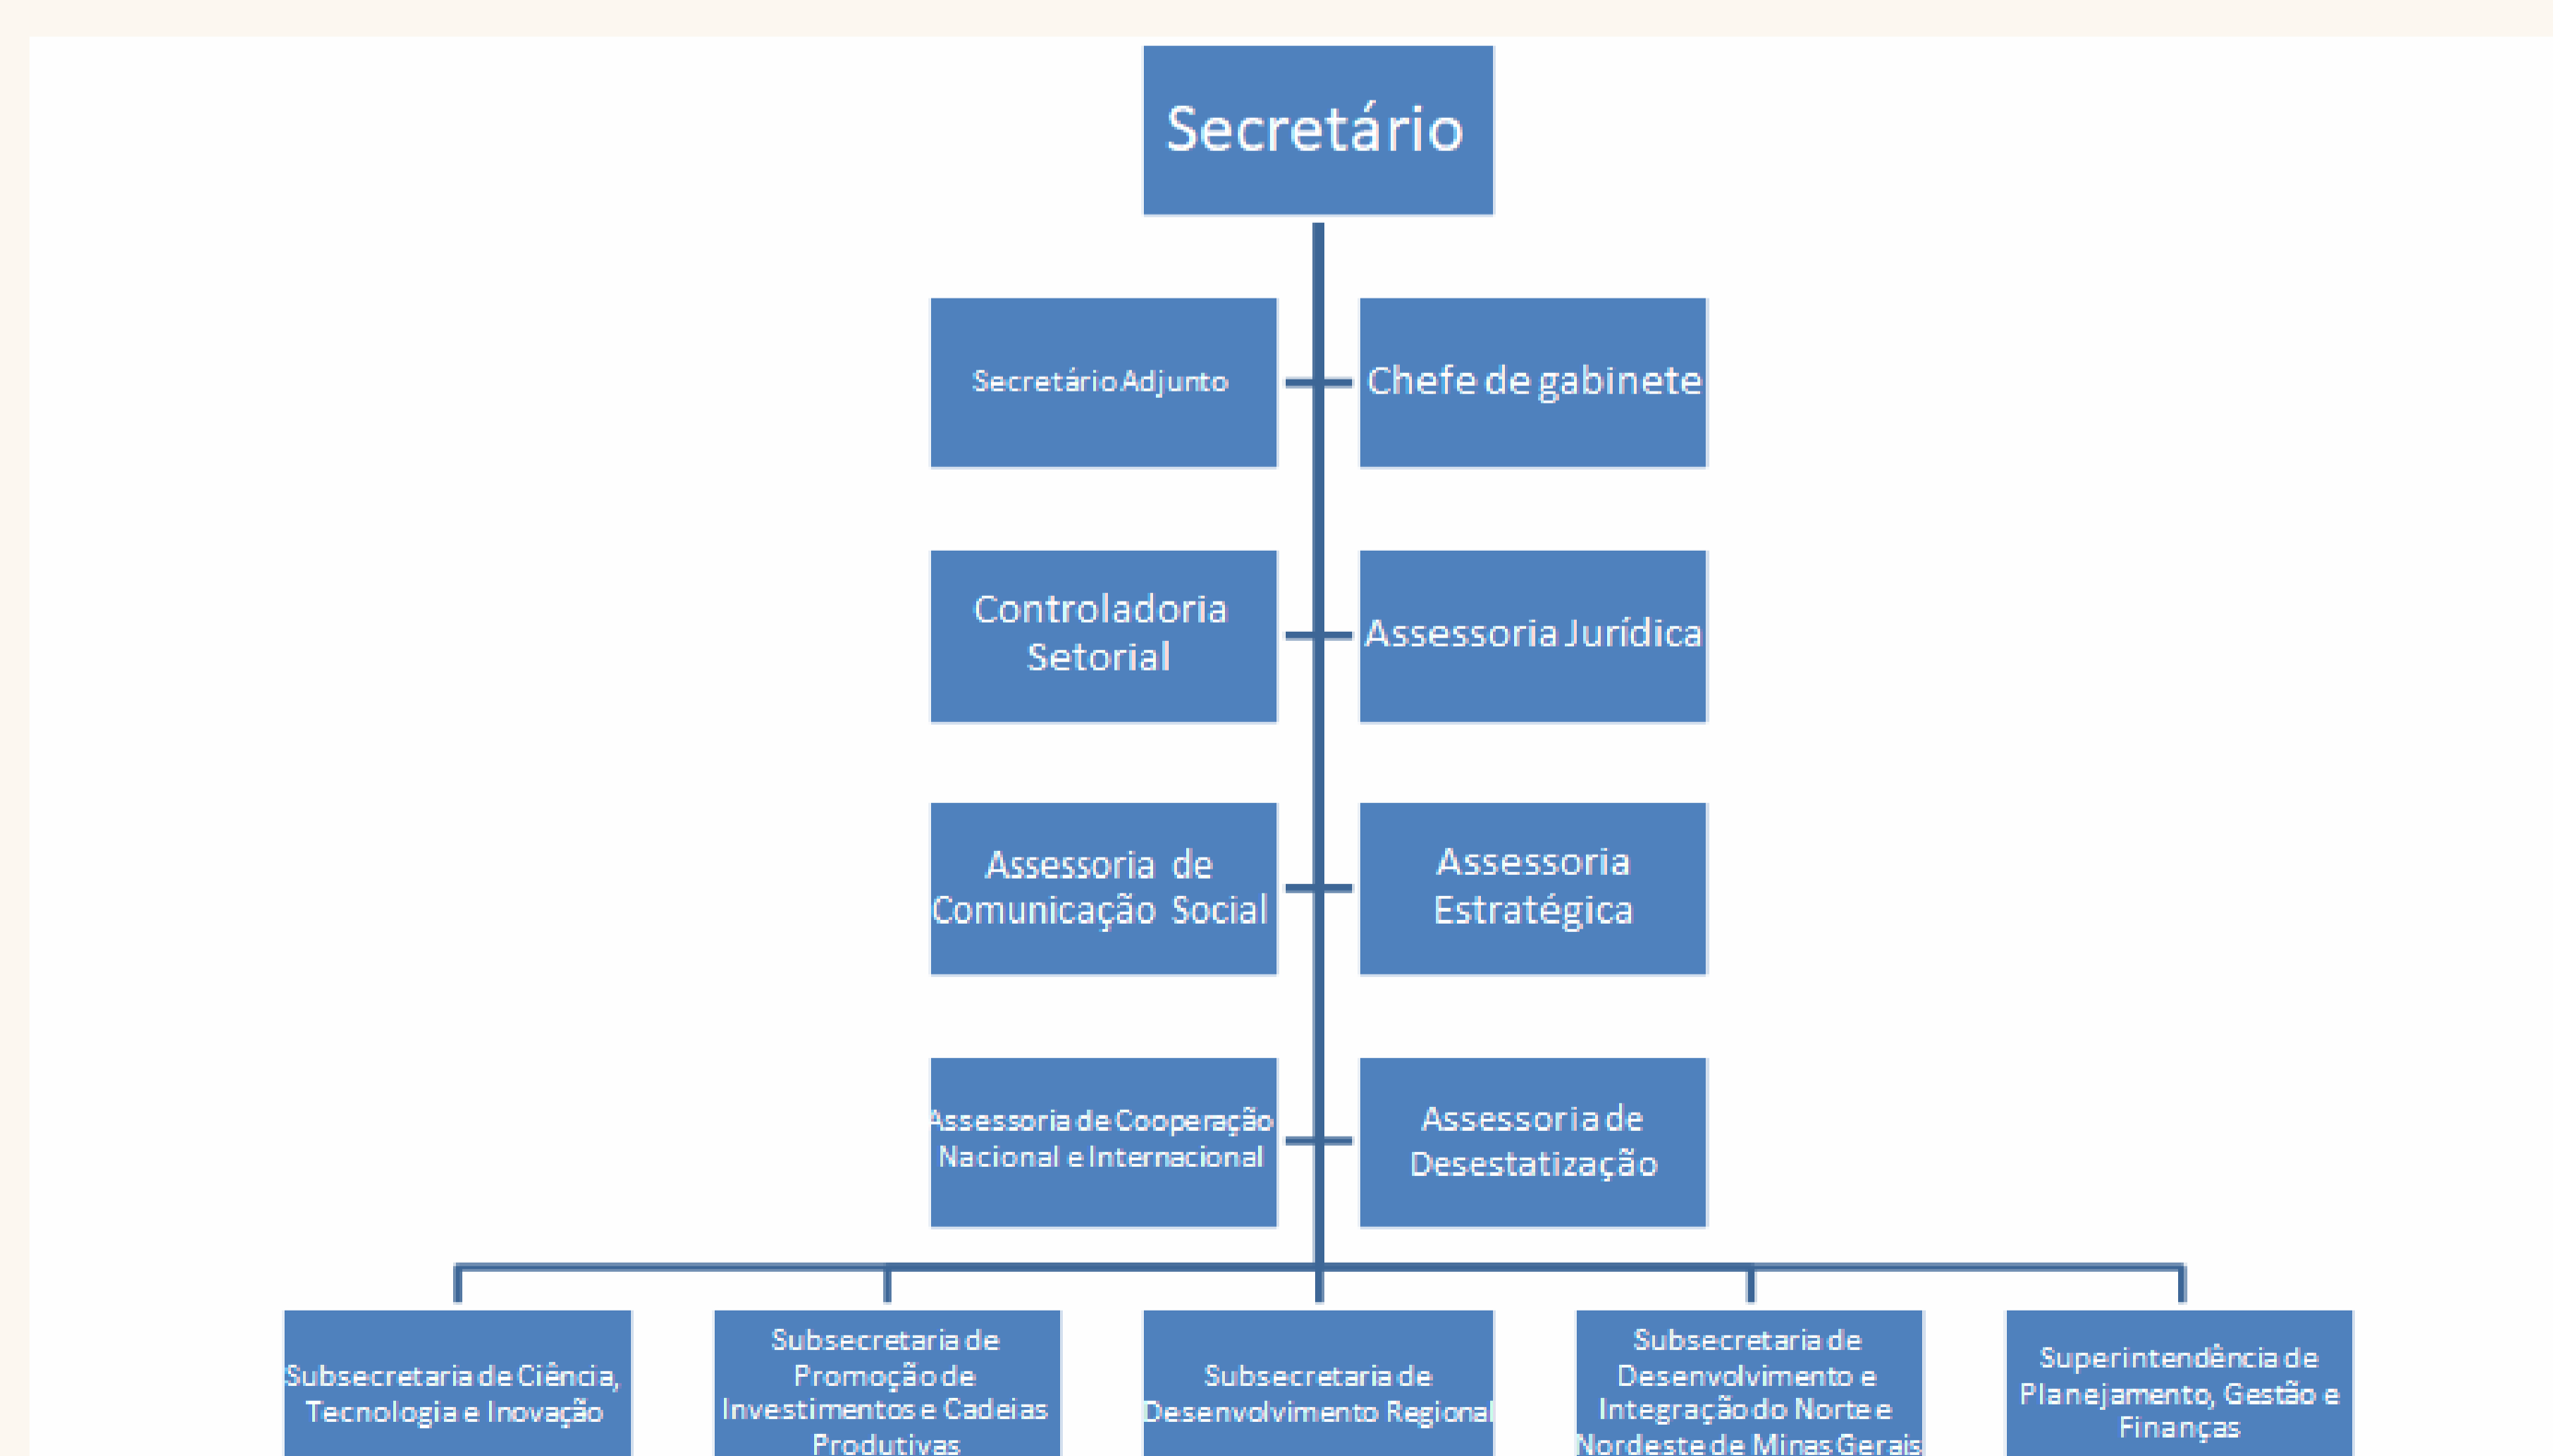 Secretário
Secretário Adjunto
Chefe de gabinete
Controladoria
Setorial
Assessoria Jurídica
Assessoria de
Comunicação Social
Assessoria
Estratégica
Assessoria de Cooperação
Nacional e Internacional
Assessoria de
Desestatização
Subsecretaria de Ciência,
Tecnologia e Inovação
Subsecretaria de
Promoção de
Investimentos e Cadeias
Produtivas
Subsecretaria de
Desenvolvimento Regional
Subsecretaria de
Desenvolvimento e
Integração do Norte e
Nordeste de Minas Gerais
Superintendência de
Planejamento, Gestão e
Finanças